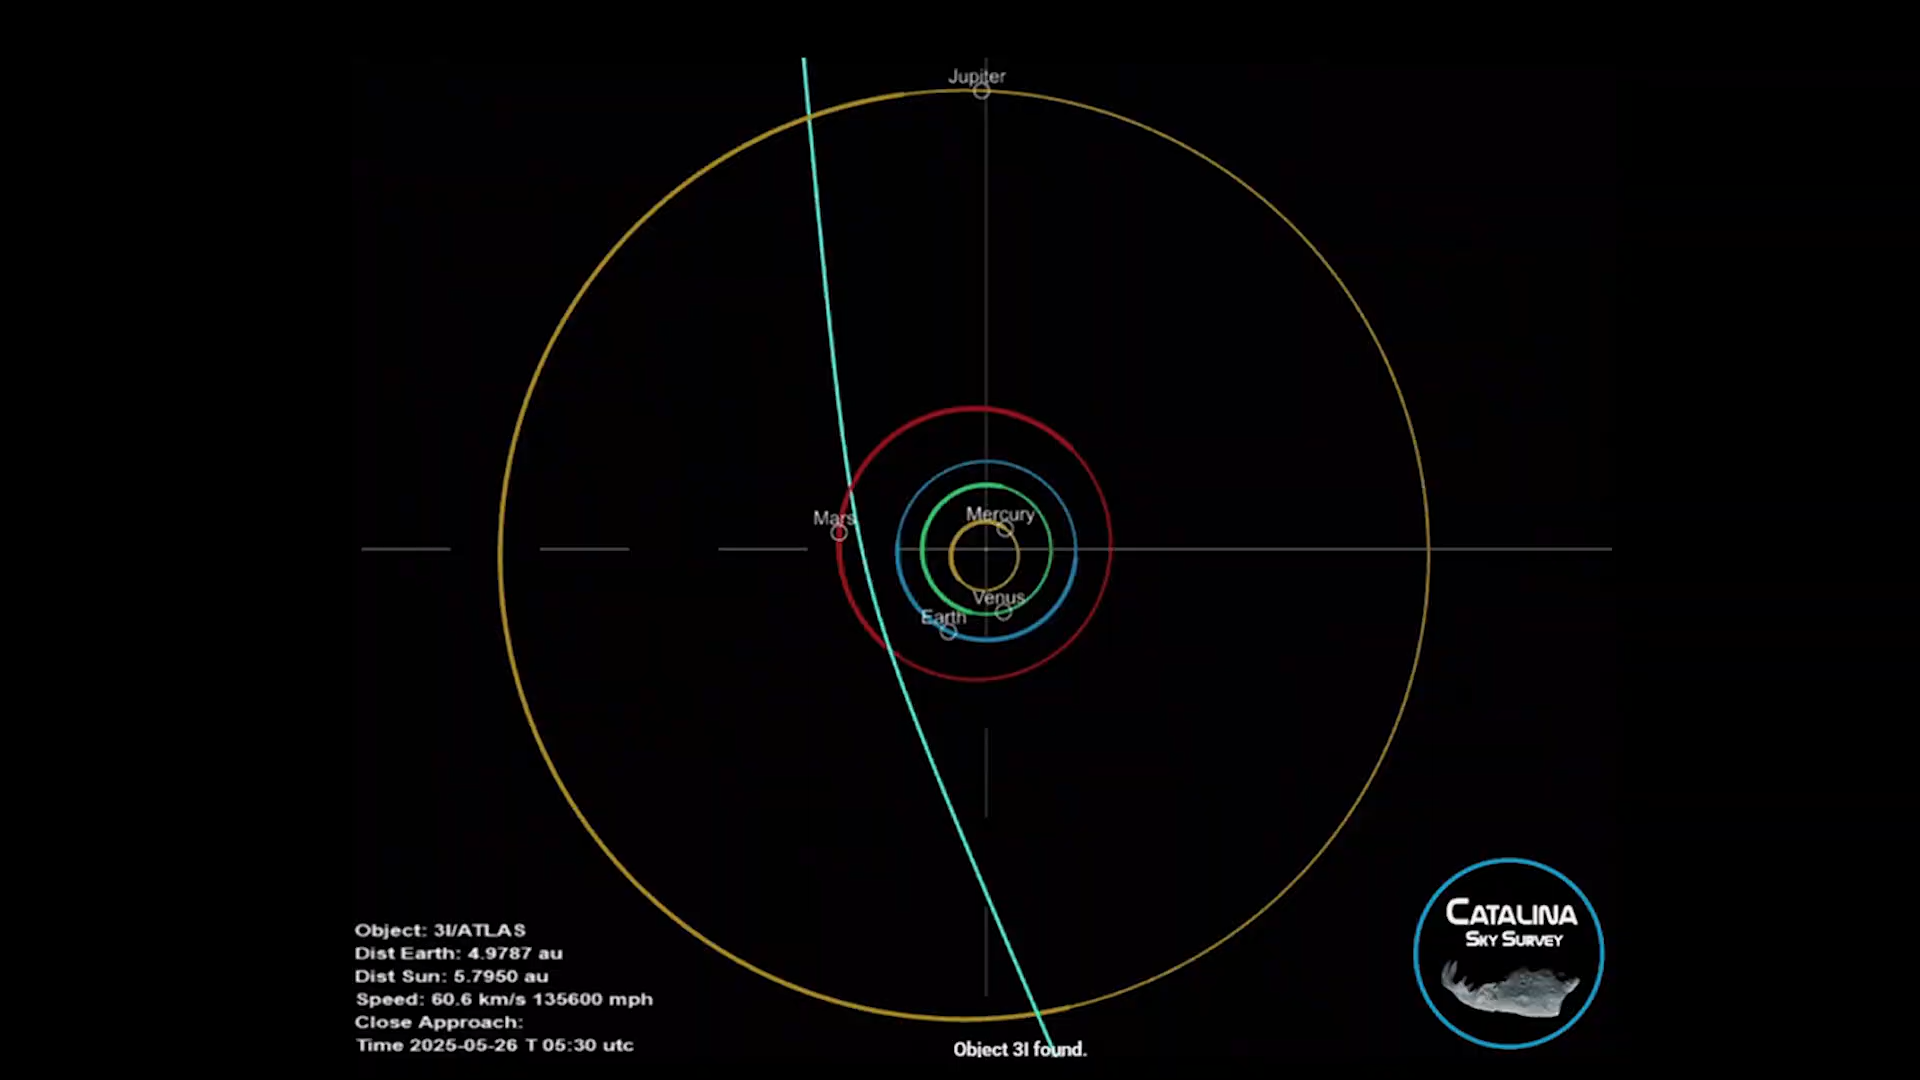 Jupiter
Mars
Mercury
Venus
Earth
Object: 3I/ATLAS
Dist Earth: 4.9787 au
Dist Sun: 5.7950 au
Speed: 60.6 km/s 135600 mph
Close Approach:
Time 2025-05-26 T 05:30 utc
CATALINA
SKY SURVEY
Object 3I found.